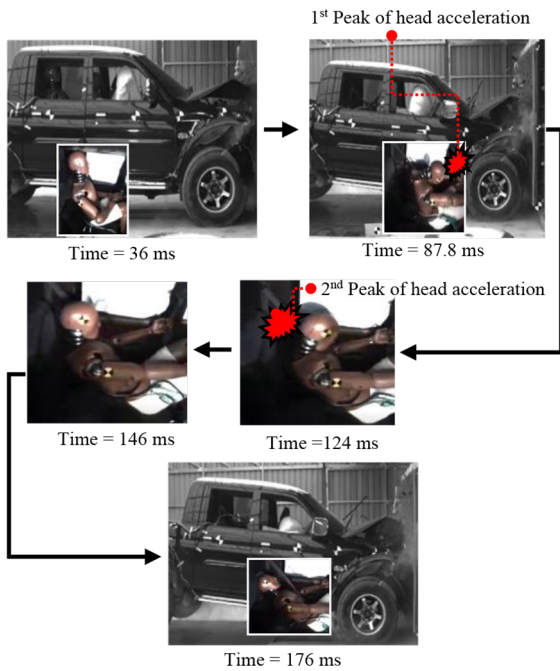 1st Peak of head acceleration
Time = 36 ms
Time = 87.8 ms
2nd Peak of head acceleration
Time = 146 ms
Time =124 ms
Time = 176 ms